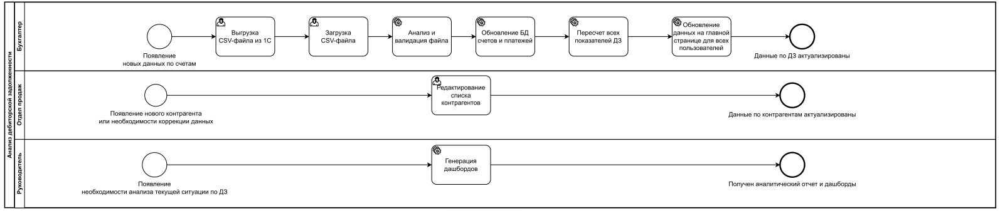 Анализ дебиторской задолженности
Бухгалтер
Появление
новых данных по счетам
Выгрузка
CSV-файла из 1С
Загрузка
CSV-файла
Анализ и
валидация файла
Обновление БД
счетов и платежей
Пересчет всех
показателей ДЗ
Обновление
данных на главной
странице для всех
пользователей
Данные по ДЗ актуализированы
Отдел продаж
Появление нового контрагента
или необходимости коррекции данных
Редактирование
списка
контрагентов
Данные по контрагентам актуализированы
Руководитель
Появление
необходимости анализа текущей ситуации по ДЗ
Генерация
дашбордов
Получен аналитический отчет и дашборды